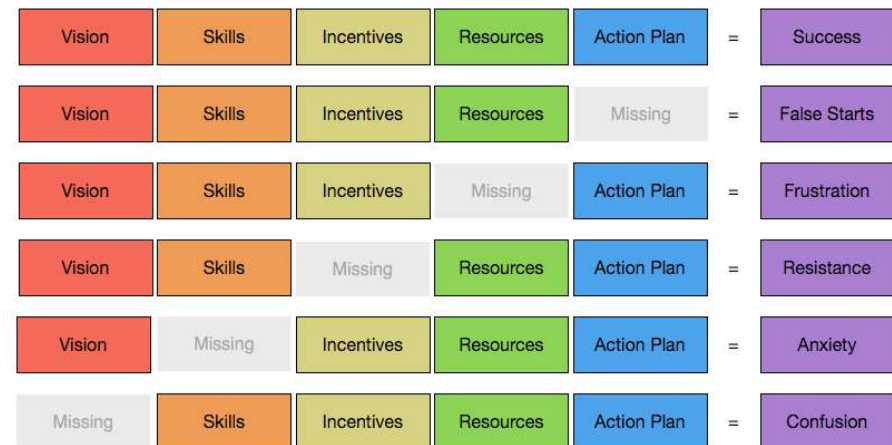 Vision Skills Incentives Resources Action Plan = Success
Vision Skills Incentives Resources Missing = False Starts
Vision Skills Incentives Missing Action Plan = Frustration
Vision Skills Missing Resources Action Plan = Resistance
Vision Missing Incentives Resources Action Plan = Anxiety
Missing Skills Incentives Resources Action Plan = Confusion